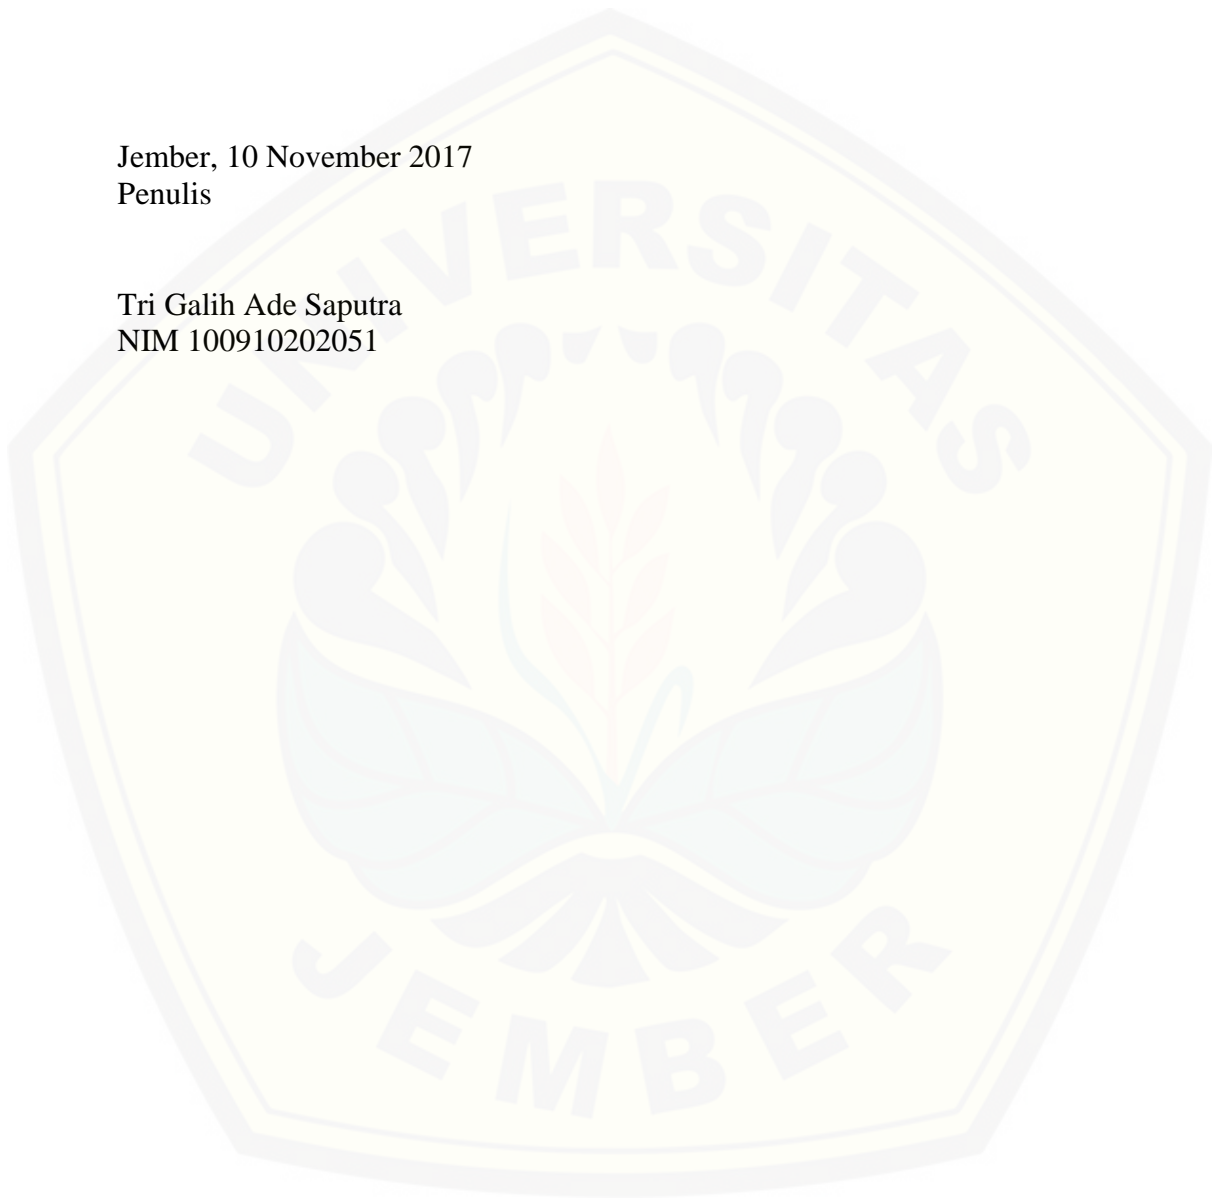 Jember, 10 November 2017
Penulis
Tri Galih Ade Saputra
NIM 100910202051
UNIVERSITAS
JEMBER